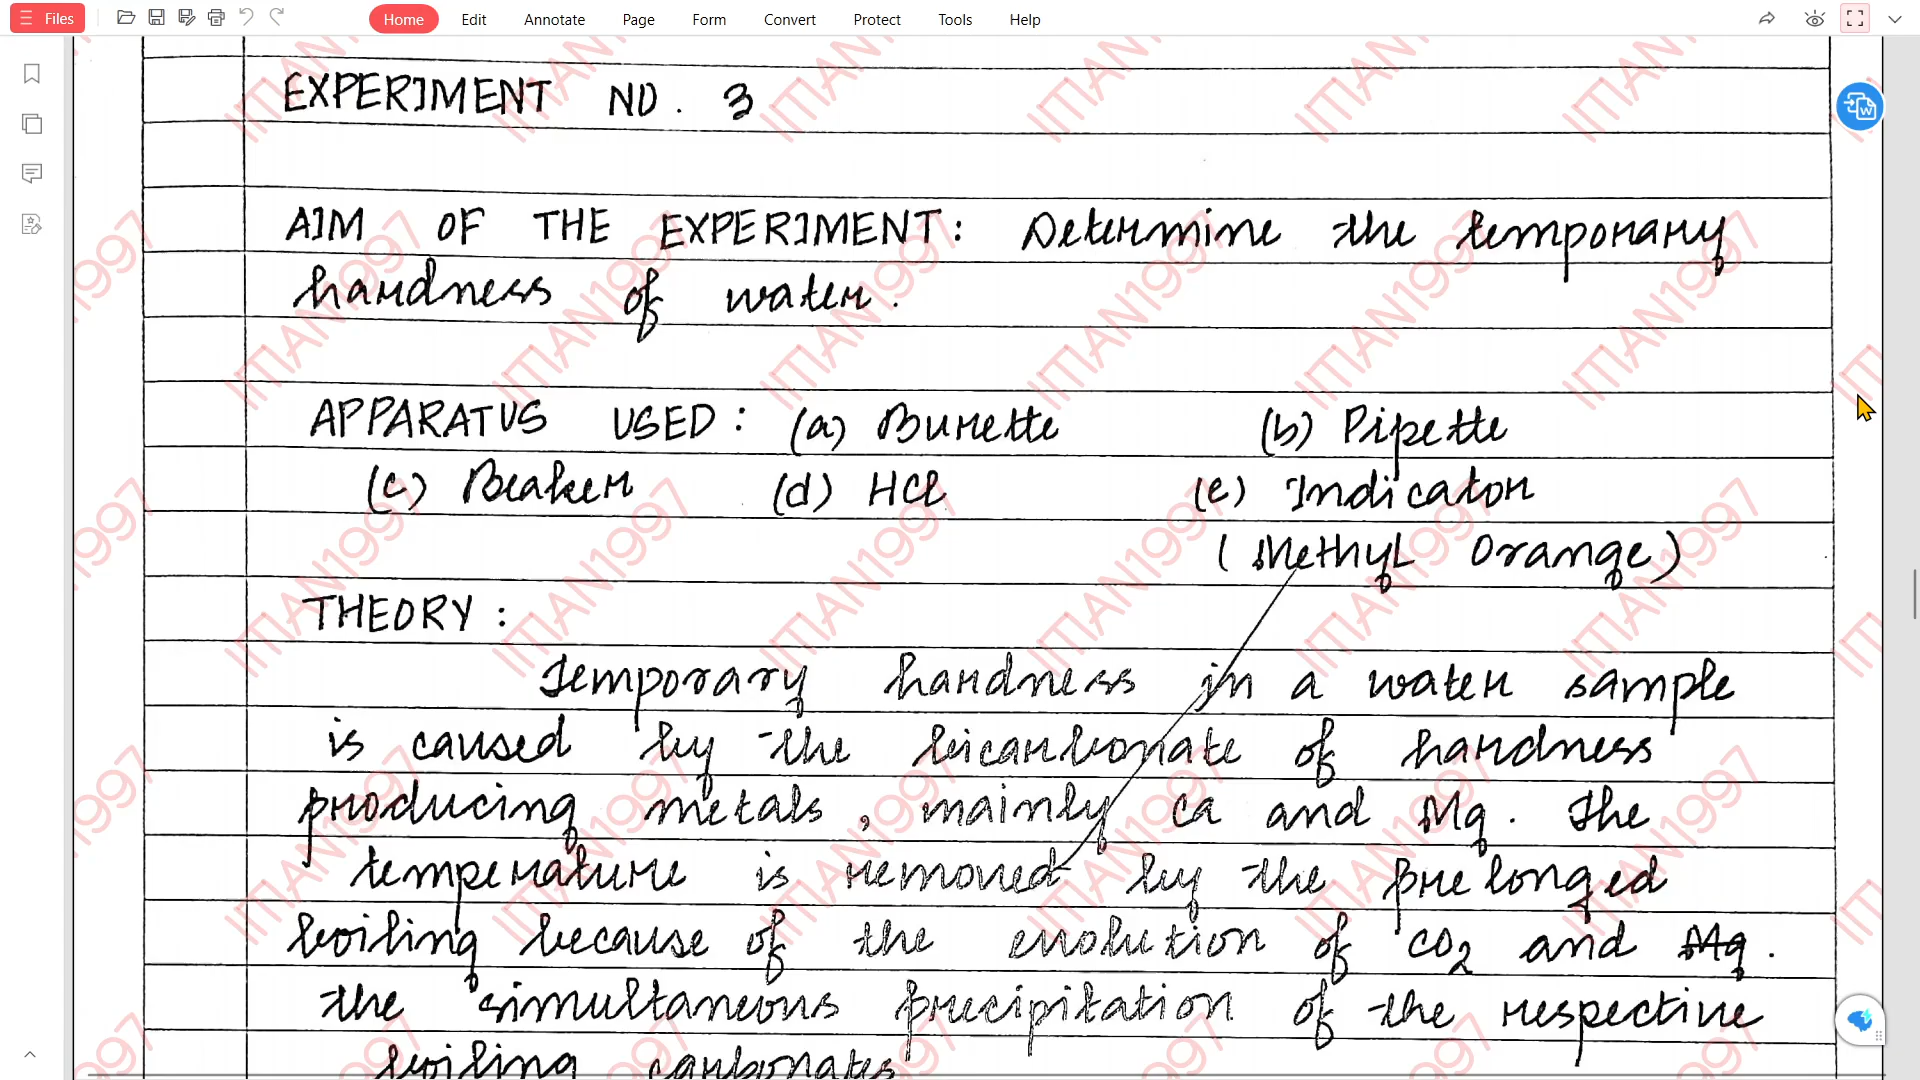 Files Home Edit Annotate Page Form Convert Protect Tools Help
EXPERIMENT NO. 3
AIM OF THE EXPERIMENT: Determine the temporary
hardness of water.
APPARATUS USED: (a) Burette (b) Pipette
(c) Beaker (d) HCl (e) Indicator
(Methyl Orange)
THEORY:
Temporary hardness in a water sample
is caused by the bicarbonate of hardness
producing metals, mainly Ca and Mg. The
temperature is removed by the prelonged
boiling because of the evolution of CO2 and Mg.
the simultaneous precipitation of the respective
boiling carbonates
IITIAN1997